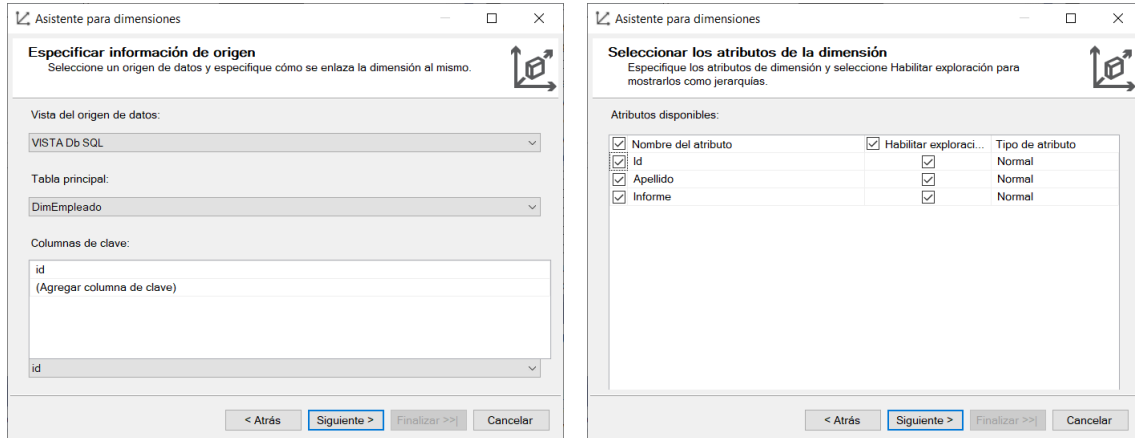 Asistente para dimensiones
Especificar información de origen
Seleccione un origen de datos y especifique cómo se enlaza la dimensión al mismo.
Vista del origen de datos:
VISTA Db SQL
Tabla principal:
DimEmpleado
Columnas de clave:
id
(Agregar columna de clave)
id
< Atrás Siguiente > Finalizar >>| Cancelar
Asistente para dimensiones
Seleccionar los atributos de la dimensión
Especifique los atributos de dimensión y seleccione Habilitar exploración para
mostrarlos como jerarquías.
Atributos disponibles:
Nombre del atributo Habilitar exploraci... Tipo de atributo
Id Normal
Apellido Normal
Informe Normal
< Atrás Siguiente > Finalizar >>| Cancelar